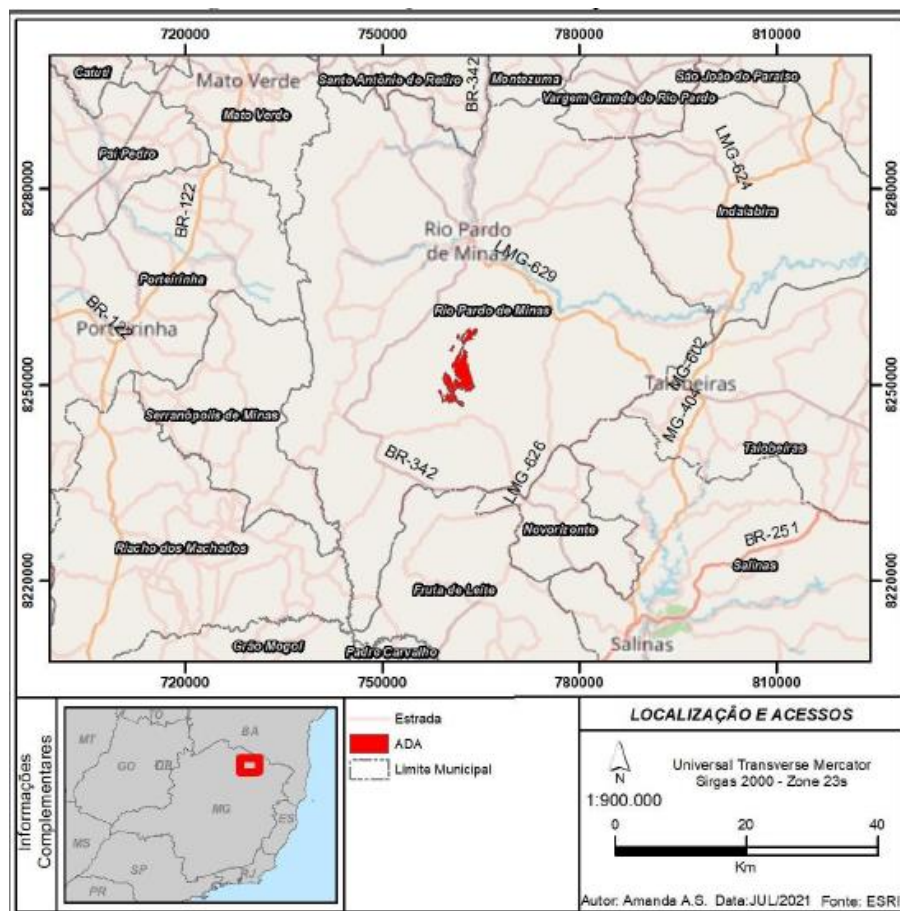 720000 750000 780000 810000
Catuti
Mato Verde
Santo Antônio do Retiro
BR-342
Montezuma
São João do Paraíso
Vargem Grande do Rio Pardo
Mato Verde
Pai Pedro
LMG-624
8280000
8280000
BR-122
Indaiabira
Rio Pardo
de Minas
LMG-629
Porteirinha
Rio Pardo de Minas
BR-122
Porteirinha
MG-602
Taiobeiras
8250000
8250000
Serranópolis de Minas
MG-404
Taiobeiras
BR-342
LMG-626
Novorizonte
BR-251
Riacho dos Machados
Salinas
8220000
8220000
Fruta de Leite
Salinas
Grão Mogol
Padre Carvalho
720000 750000 780000 810000
Informações
Complementares
TO
BA
MT
GO
DF
MG
ES
MS
SP
RJ
PR
Estrada
ADA
Limite Municipal
LOCALIZAÇÃO E ACESSOS
N
Universal Transverse Mercator
Sirgas 2000 - Zone 23s
1:900.000
0 20 40
Km
Autor: Amanda A.S. Data:JUL/2021 Fonte: ESRI